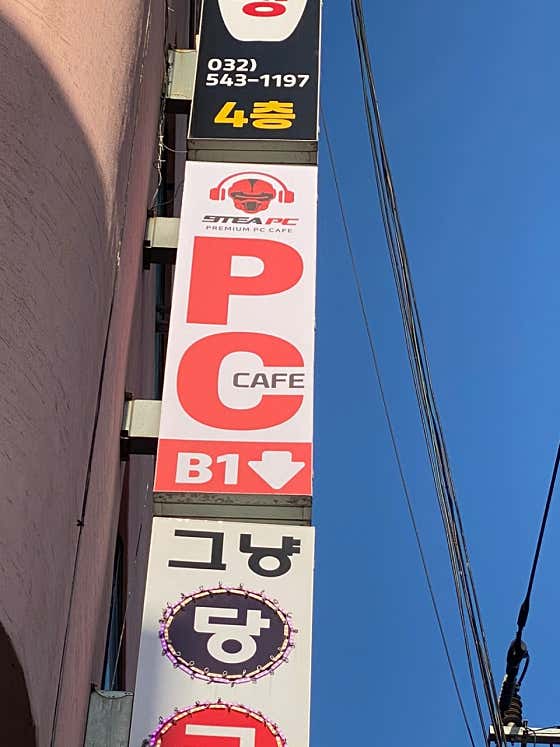 032)
543-1197
4층
9TEA PC
PREMIUM PC CAFE
PC
CAFE
B1
그냥
당